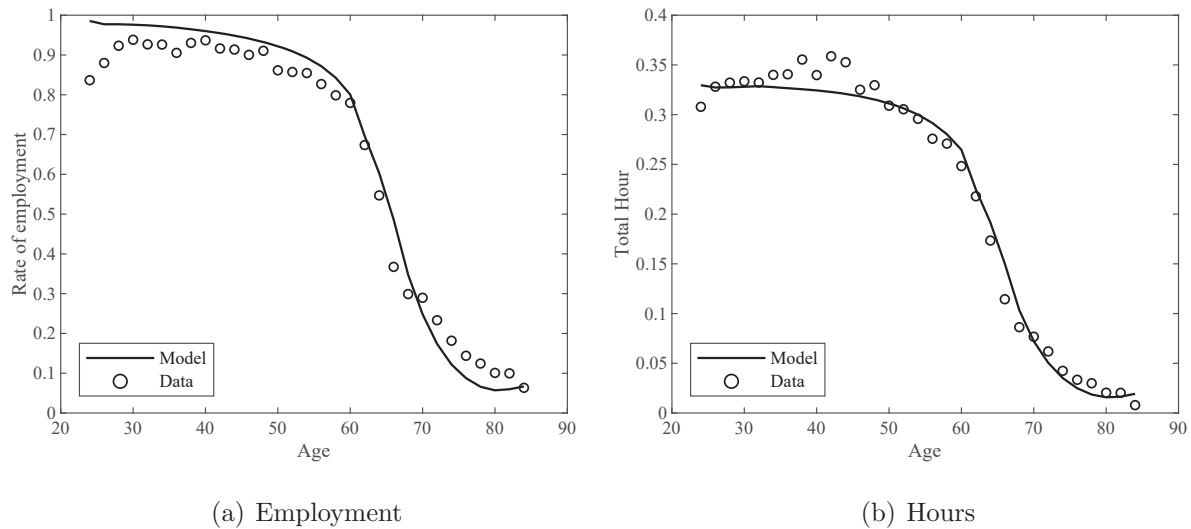 1
0.9
0.8
0.7
0.6
0.5
0.4
0.3
0.2
0.1
0
Rate of employment
20 30 40 50 60 70 80 90
Age
Model
Data
(a) Employment
0.4
0.35
0.3
0.25
0.2
0.15
0.1
0.05
0
Total Hour
20 30 40 50 60 70 80 90
Age
Model
Data
(b) Hours